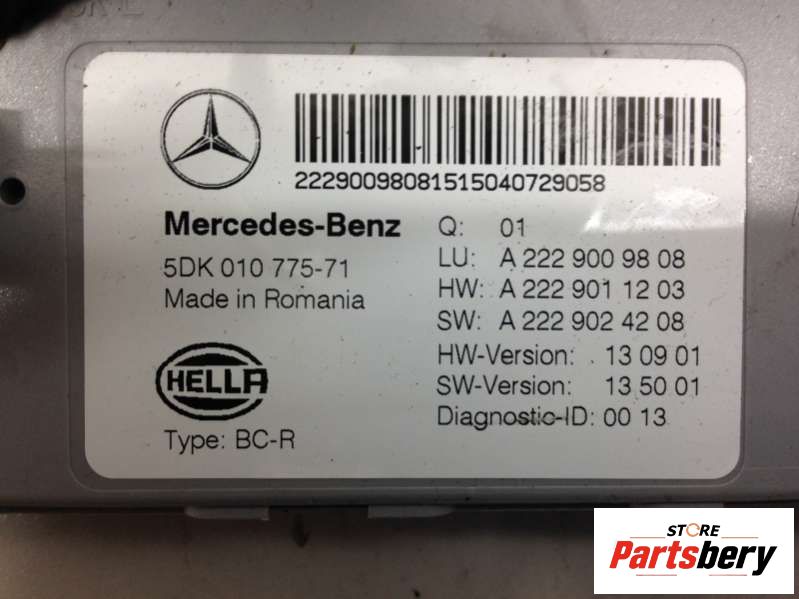 2229009808151504072905​8
Mercedes-Benz
5DK 010 775-71
Made in Romania
HELLA
Type: BC-R
Q: 01
LU: A 222 900 98 08
HW: A 222 901 12 03
SW: A 222 902 42 08
HW-Version: 13 09 01
SW-Version: 13 50 01
Diagnostic-ID: 00 13
STORE
Partsbery